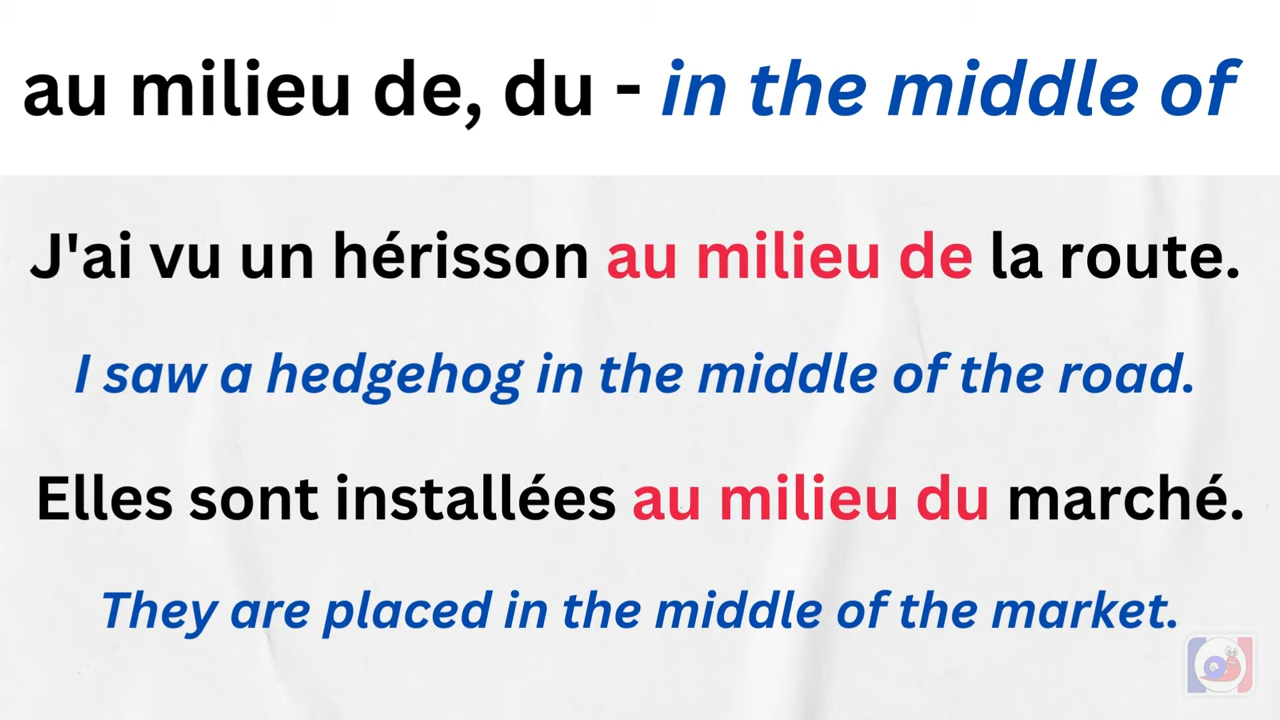 au milieu de, du - in the middle of
J'ai vu un hérisson au milieu de la route.
I saw a hedgehog in the middle of the road.
Elles sont installées au milieu du marché.
They are placed in the middle of the market.